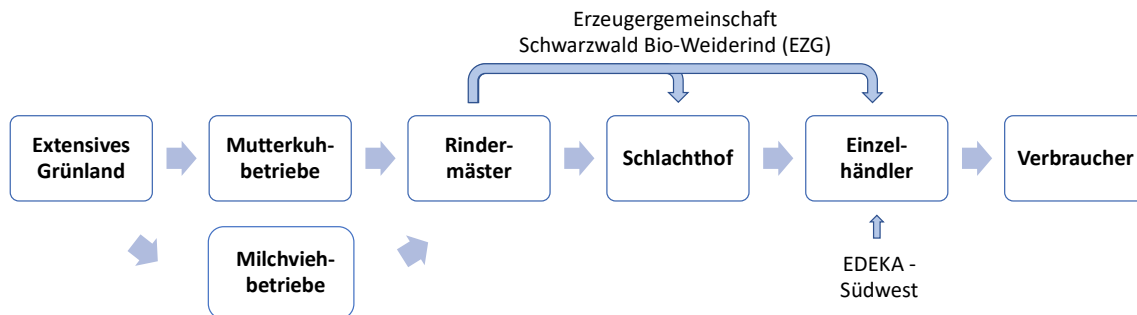 Erzeugergemeinschaft
Schwarzwald Bio-Weiderind (EZG)
Extensives
Grünland
Mutterkuh-
betriebe
Rinder-
mäster
Schlachthof
Einzel-
händler
Verbraucher
Milchvieh-
betriebe
EDEKA -
Südwest